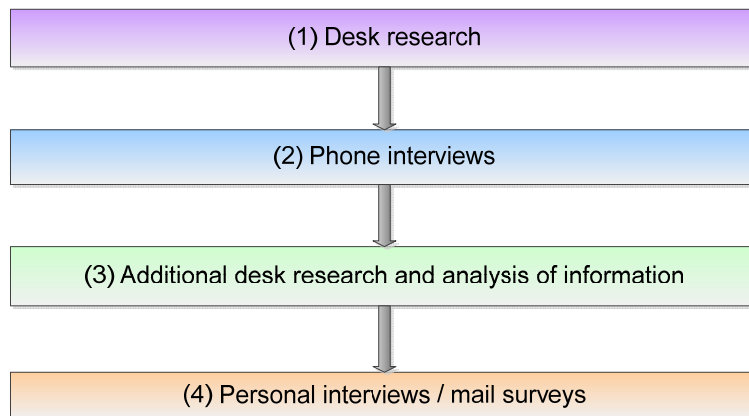 (1) Desk research
(2) Phone interviews
(3) Additional desk research and analysis of information
(4) Personal interviews / mail surveys